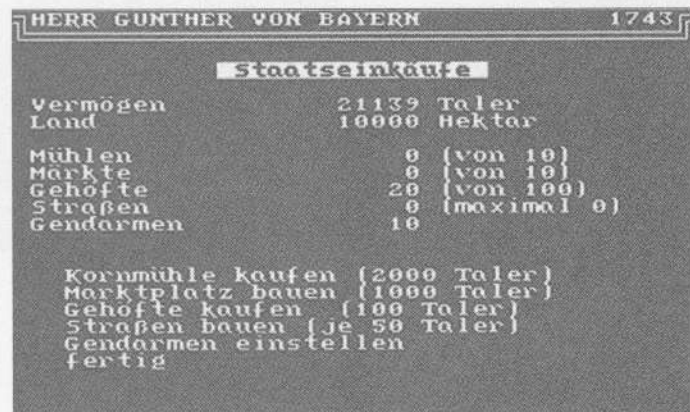 HERR GUNTHER VON BAYERN 1743
Staatseinkäufe
Vermögen 21139 Taler
Land 10000 Hektar
Mühlen 0 (von 10)
Märkte 0 (von 10)
Gehöfte 20 (von 100)
Straßen 0 (maximal 0)
Gendarmen 10
Kornmühle kaufen (2000 Taler)
Marktplatz bauen (1000 Taler)
Gehöfte kaufen (100 Taler)
Straßen bauen (je 50 Taler)
Gendarmen einstellen
fertig